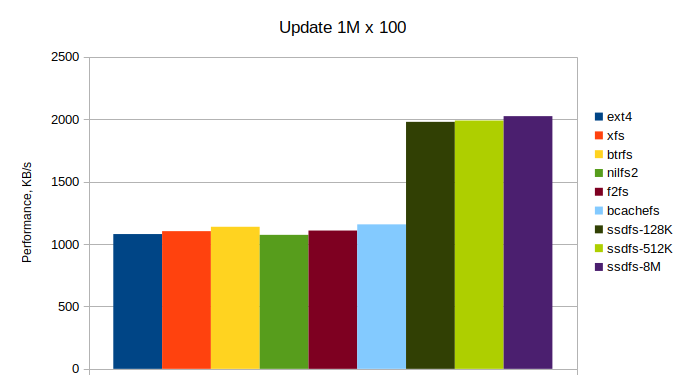 Update 1M x 100
2500
2000
1500
1000
500
0
Performance, KB/s
ext4
xfs
btrfs
nilfs2
f2fs
bcachefs
ssdfs-128K
ssdfs-512K
ssdfs-8M